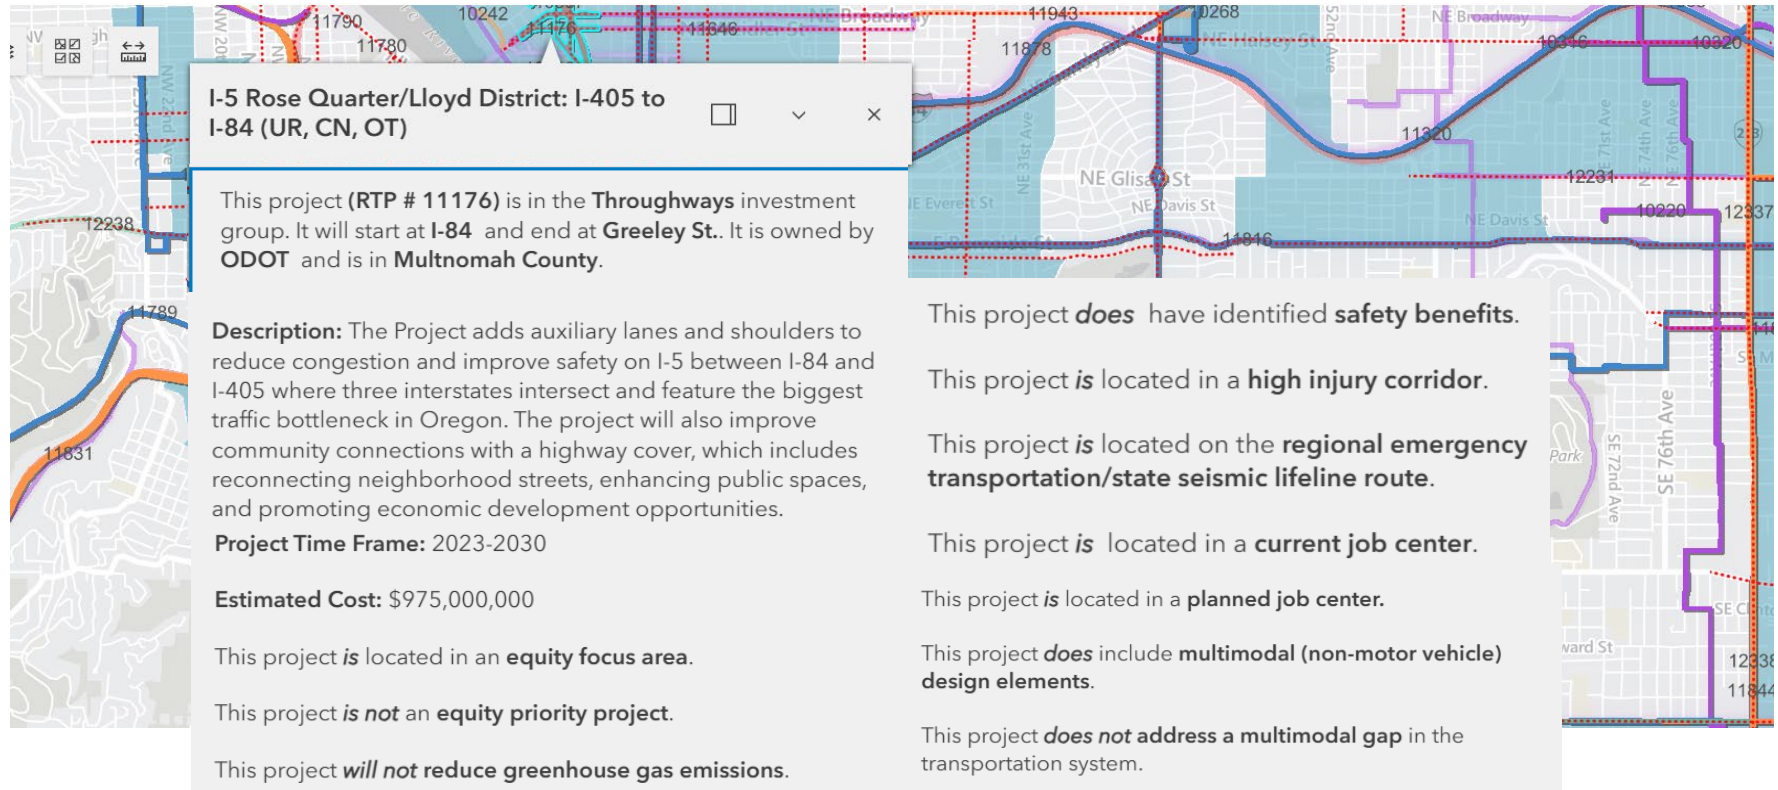 I-5 Rose Quarter/Lloyd District: I-405 to
I-84 (UR, CN, OT)
This project (RTP # 11176) is in the Throughways investment
group. It will start at I-84 and end at Greeley St.. It is owned by
ODOT and is in Multnomah County.
Description: The Project adds auxiliary lanes and shoulders to
reduce congestion and improve safety on I-5 between I-84 and
I-405 where three interstates intersect and feature the biggest
traffic bottleneck in Oregon. The project will also improve
community connections with a highway cover, which includes
reconnecting neighborhood streets, enhancing public spaces,
and promoting economic development opportunities.
Project Time Frame: 2023-2030
Estimated Cost: $975,000,000
This project is located in an equity focus area.
This project is not an equity priority project.
This project will not reduce greenhouse gas emissions.
This project does have identified safety benefits.
This project is located in a high injury corridor.
This project is located on the regional emergency
transportation/state seismic lifeline route.
This project is located in a current job center.
This project is located in a planned job center.
This project does include multimodal (non-motor vehicle)
design elements.
This project does not address a multimodal gap in the
transportation system.
11790
11780
10242
11176
11646
NE Broadway
11943
10268
11878
NE Halsey St
52nd Ave
NE Broadway
10316
10320
11320
NE 31st Ave
NE Glisan St
NE Davis St
NE Everett St
11816
12231
NE 74th Ave
NE 76th Ave
10220
12337
NE Davis St
12238
11789
11831
NW 22nd Ave
SE 72nd Ave
SE 76th Ave
Park
ward St
12338
11844